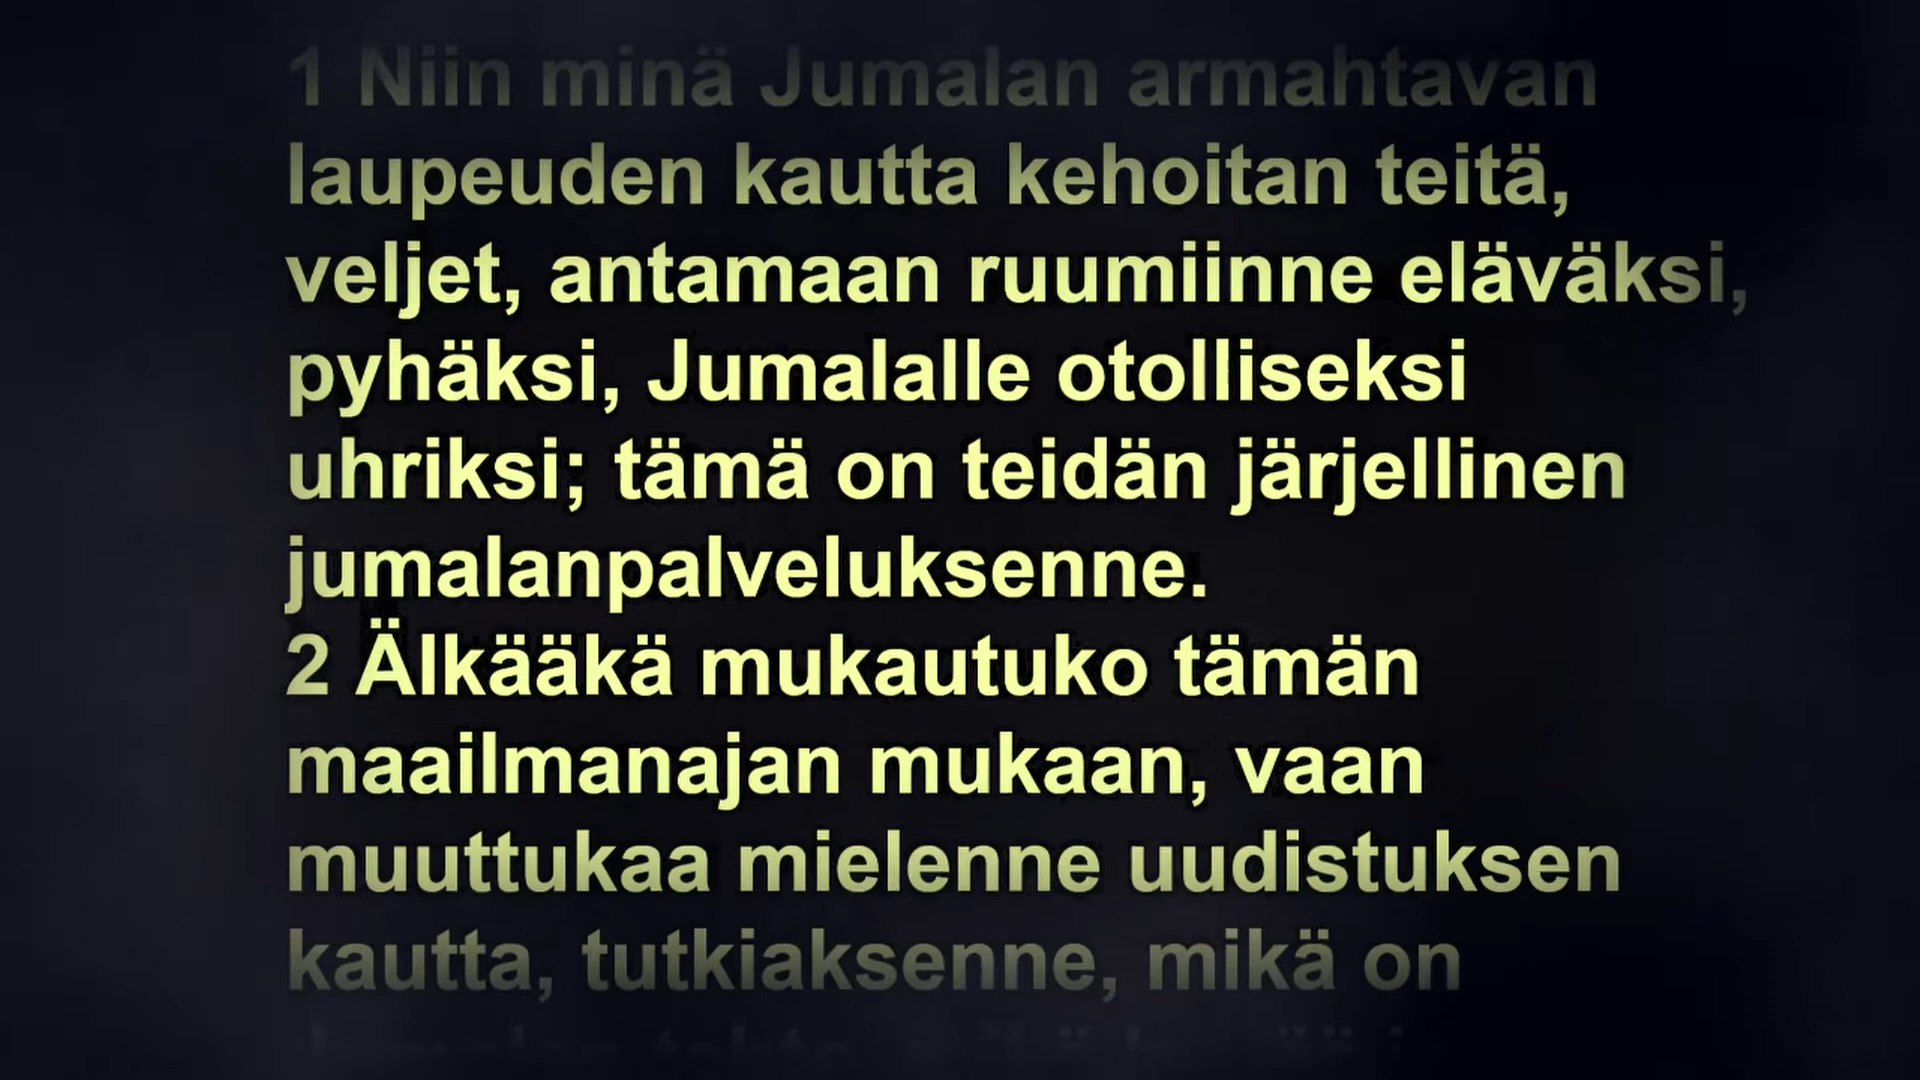 1 Niin minä Jumalan armahtavan
laupeuden kautta kehoitan teitä,
veljet, antamaan ruumiinne eläväksi,
pyhäksi, Jumalalle otolliseksi
uhriksi; tämä on teidän järjellinen
jumalanpalveluksenne.
2 Älkääkä mukautuko tämän
maailmanajan mukaan, vaan
muuttukaa mielenne uudistuksen
kautta, tutkiaksenne, mikä on